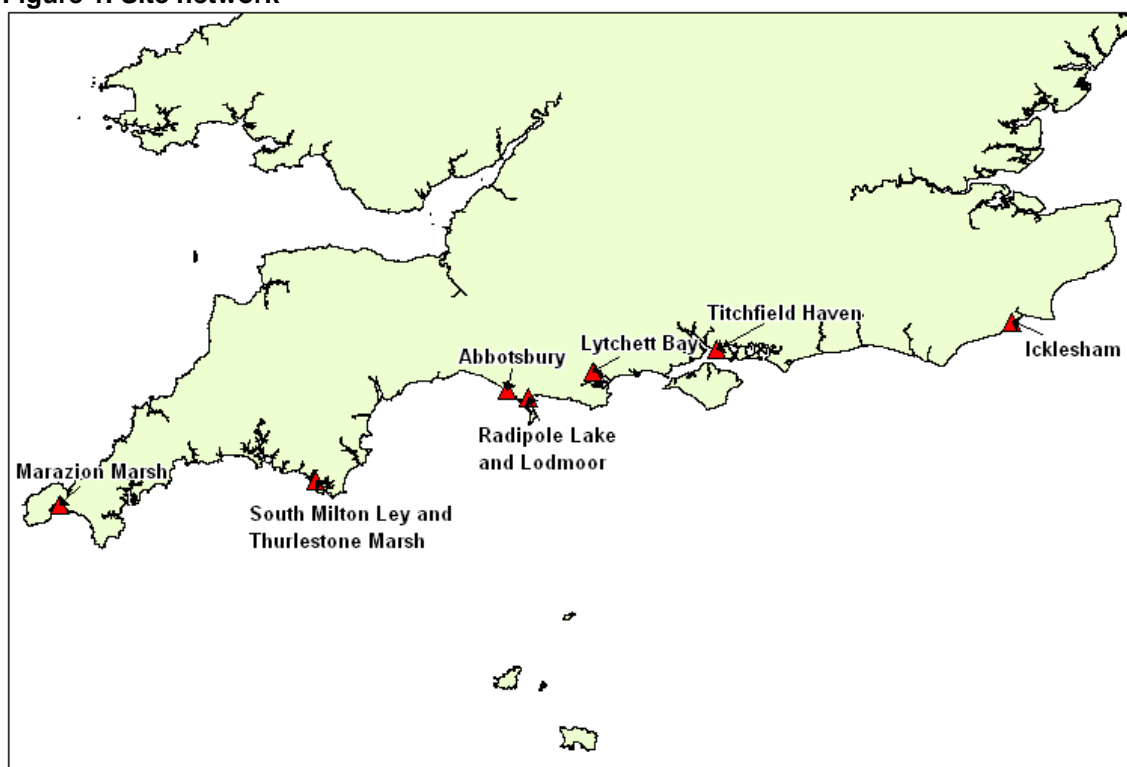 Figure 1. Site network
Titchfield Haven
Lytchett Bay
Icklesham
Abbotsbury
Radipole Lake
and Lodmoor
Marazion Marsh
South Milton Ley and
Thurlestone Marsh